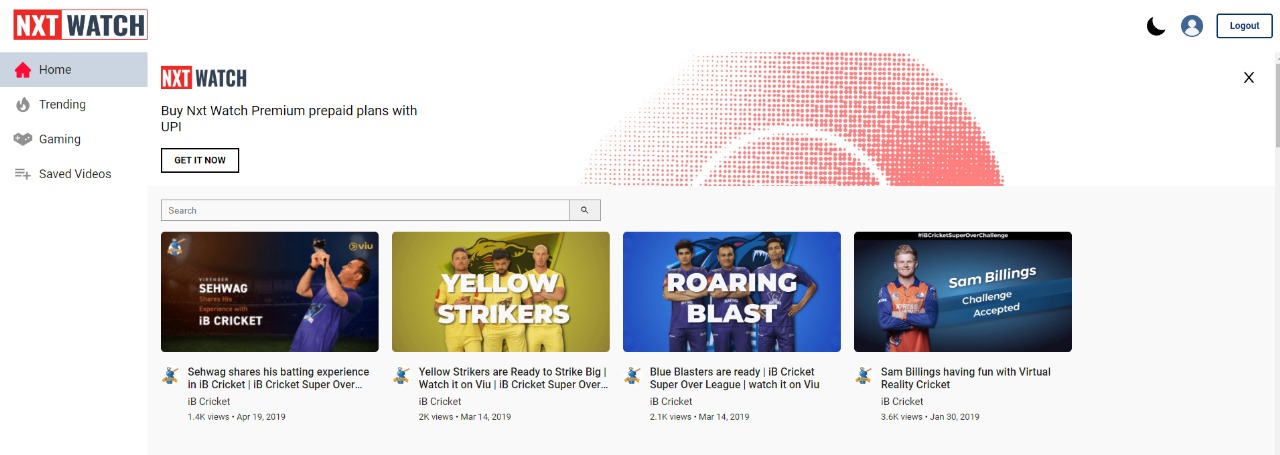 NXT WATCH
Logout
Home
Trending
Gaming
Saved Videos
NXT WATCH
Buy Nxt Watch Premium prepaid plans with
UPI
GET IT NOW
Search
viu
VIRENDER
SEHWAG
Shares His
Experience with
iB CRICKET
YELLOW
STRIKERS
ROARING
BLAST
#iBCricketSuperOverChallenge
Sam Billings
Challenge
Accepted
Sehwag shares his batting experience
in iB Cricket | iB Cricket Super Over...
iB Cricket
1.4K views • Apr 19, 2019
Yellow Strikers are Ready to Strike Big |
Watch it on Viu | iB Cricket Super Over...
iB Cricket
2K views • Mar 14, 2019
Blue Blasters are ready | iB Cricket
Super Over League | watch it on Viu
iB Cricket
2.1K views • Mar 14, 2019
Sam Billings having fun with Virtual
Reality Cricket
iB Cricket
3.6K views • Jan 30, 2019